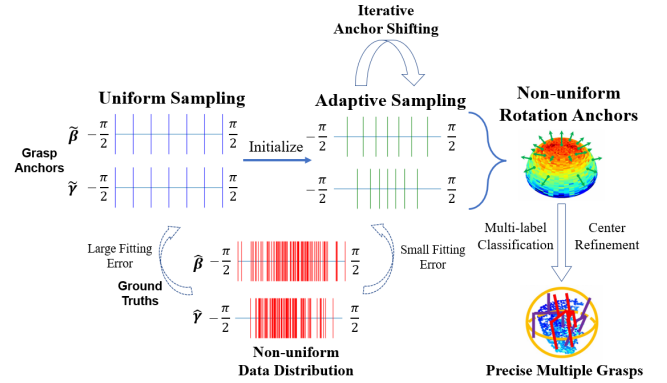 Iterative
Anchor Shifting
Uniform Sampling
Adaptive Sampling
Non-uniform
Rotation Anchors
Grasp
Anchors
β̃ −π/2 π/2
γ̃ −π/2 π/2
Initialize
−π/2 π/2
−π/2 π/2
Large Fitting
Error
Small Fitting
Error
Ground
Truths
β̂ −π/2 π/2
γ̂ −π/2 π/2
Non-uniform
Data Distribution
Multi-label
Classification
Center
Refinement
Precise Multiple Grasps